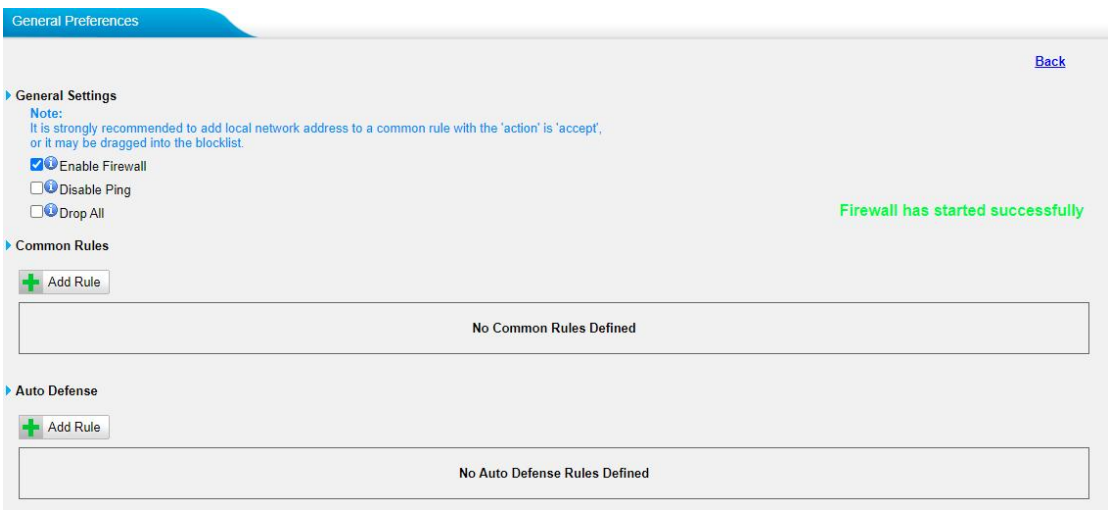 General Preferences
Back
General Settings
Note:
It is strongly recommended to add local network address to a common rule with the 'action' is 'accept',
or it may be dragged into the blocklist.
Enable Firewall
Disable Ping
Drop All
Firewall has started successfully
Common Rules
Add Rule
No Common Rules Defined
Auto Defense
Add Rule
No Auto Defense Rules Defined